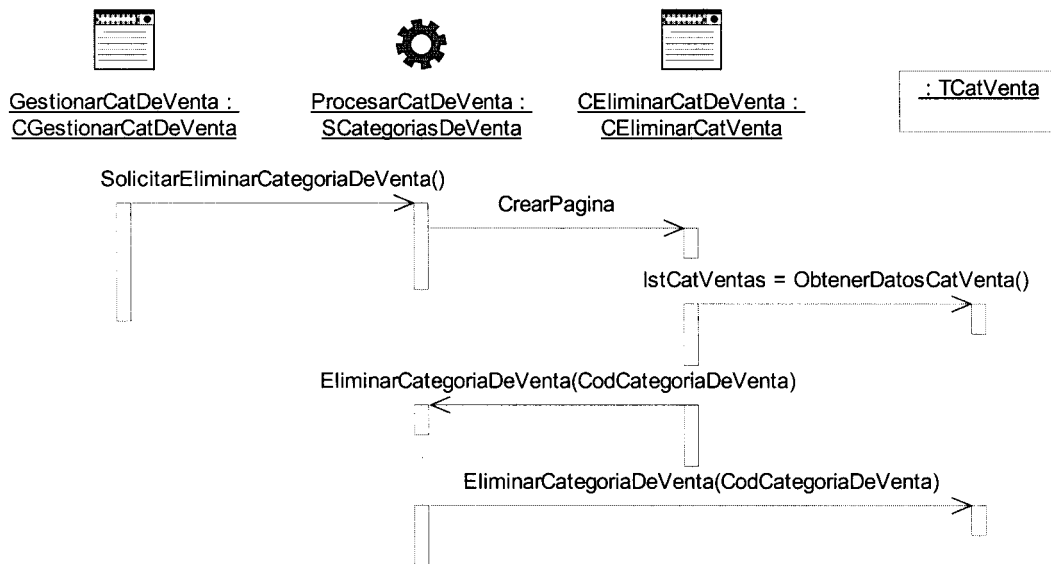 GestionarCatDeVenta :
CGestionarCatDeVenta
ProcesarCatDeVenta :
SCategoriasDeVenta
CEliminarCatDeVenta :
CEliminarCatVenta
: TCatVenta
SolicitarEliminarCategoriaDeVenta()
CrearPagina
lstCatVentas = ObtenerDatosCatVenta()
EliminarCategoriaDeVenta(CodCategoriaDeVenta)
EliminarCategoriaDeVenta(CodCategoriaDeVenta)